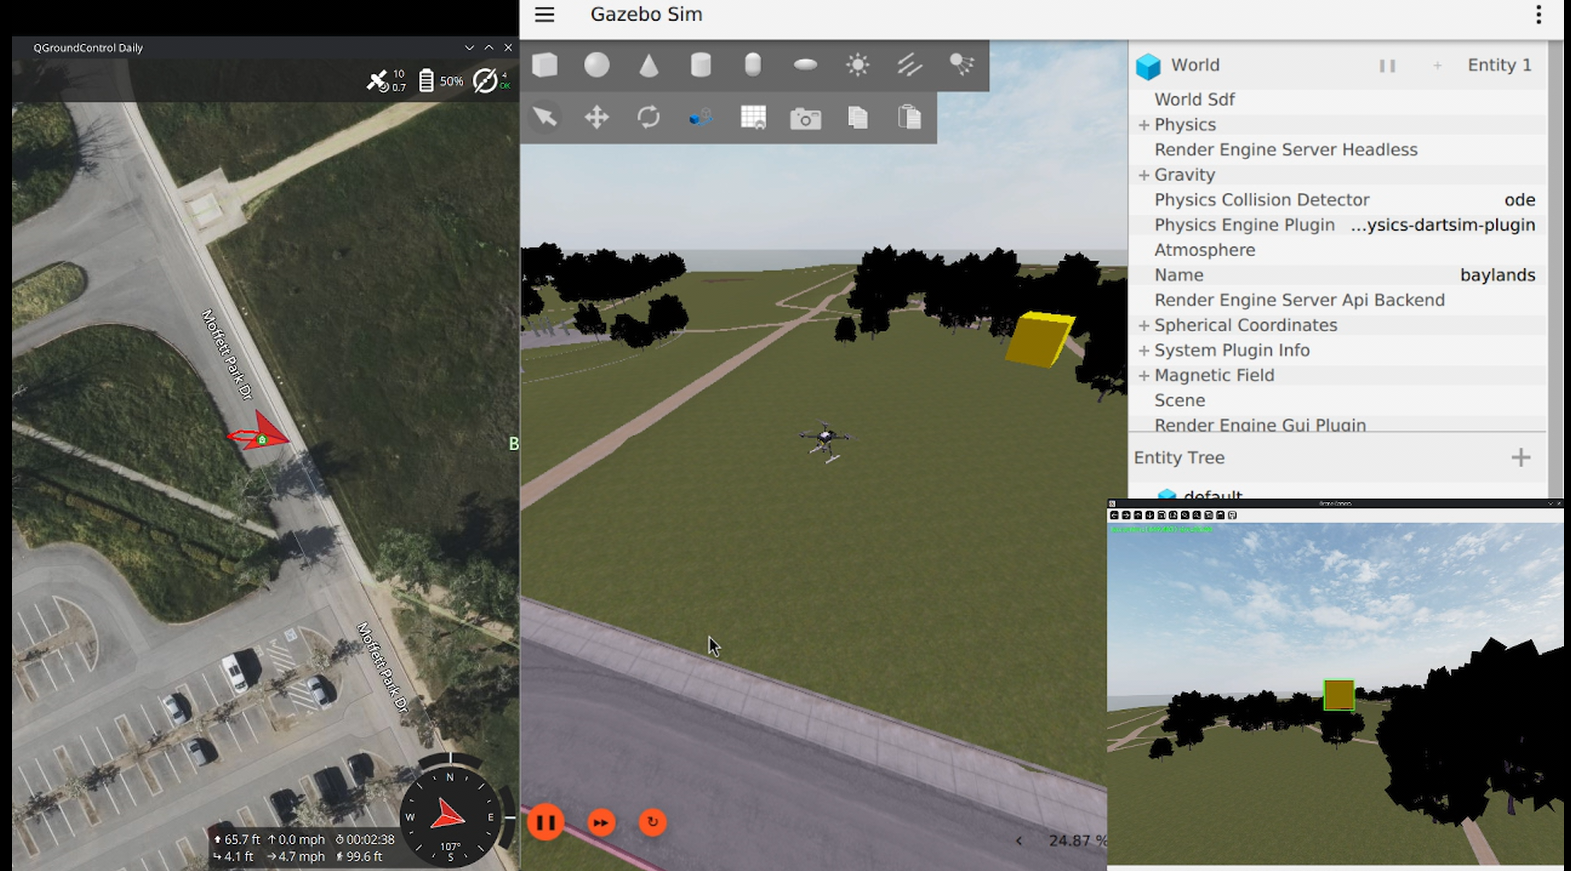 QGroundControl Daily
10
0.7
50%
4
OK
Moffett Park Dr
B
Moffett Park Dr
N
W E
107°
S
65.7 ft 0.0 mph 00:02:38
4.1 ft 4.7 mph 99.6 ft
Gazebo Sim
World Entity 1
World Sdf
Physics
Render Engine Server Headless
Gravity
Physics Collision Detector ode
Physics Engine Plugin ...ysics-dartsim-plugin
Atmosphere
Name baylands
Render Engine Server Api Backend
Spherical Coordinates
System Plugin Info
Magnetic Field
Scene
Render Engine Gui Plugin
Entity Tree
default
24.87 %